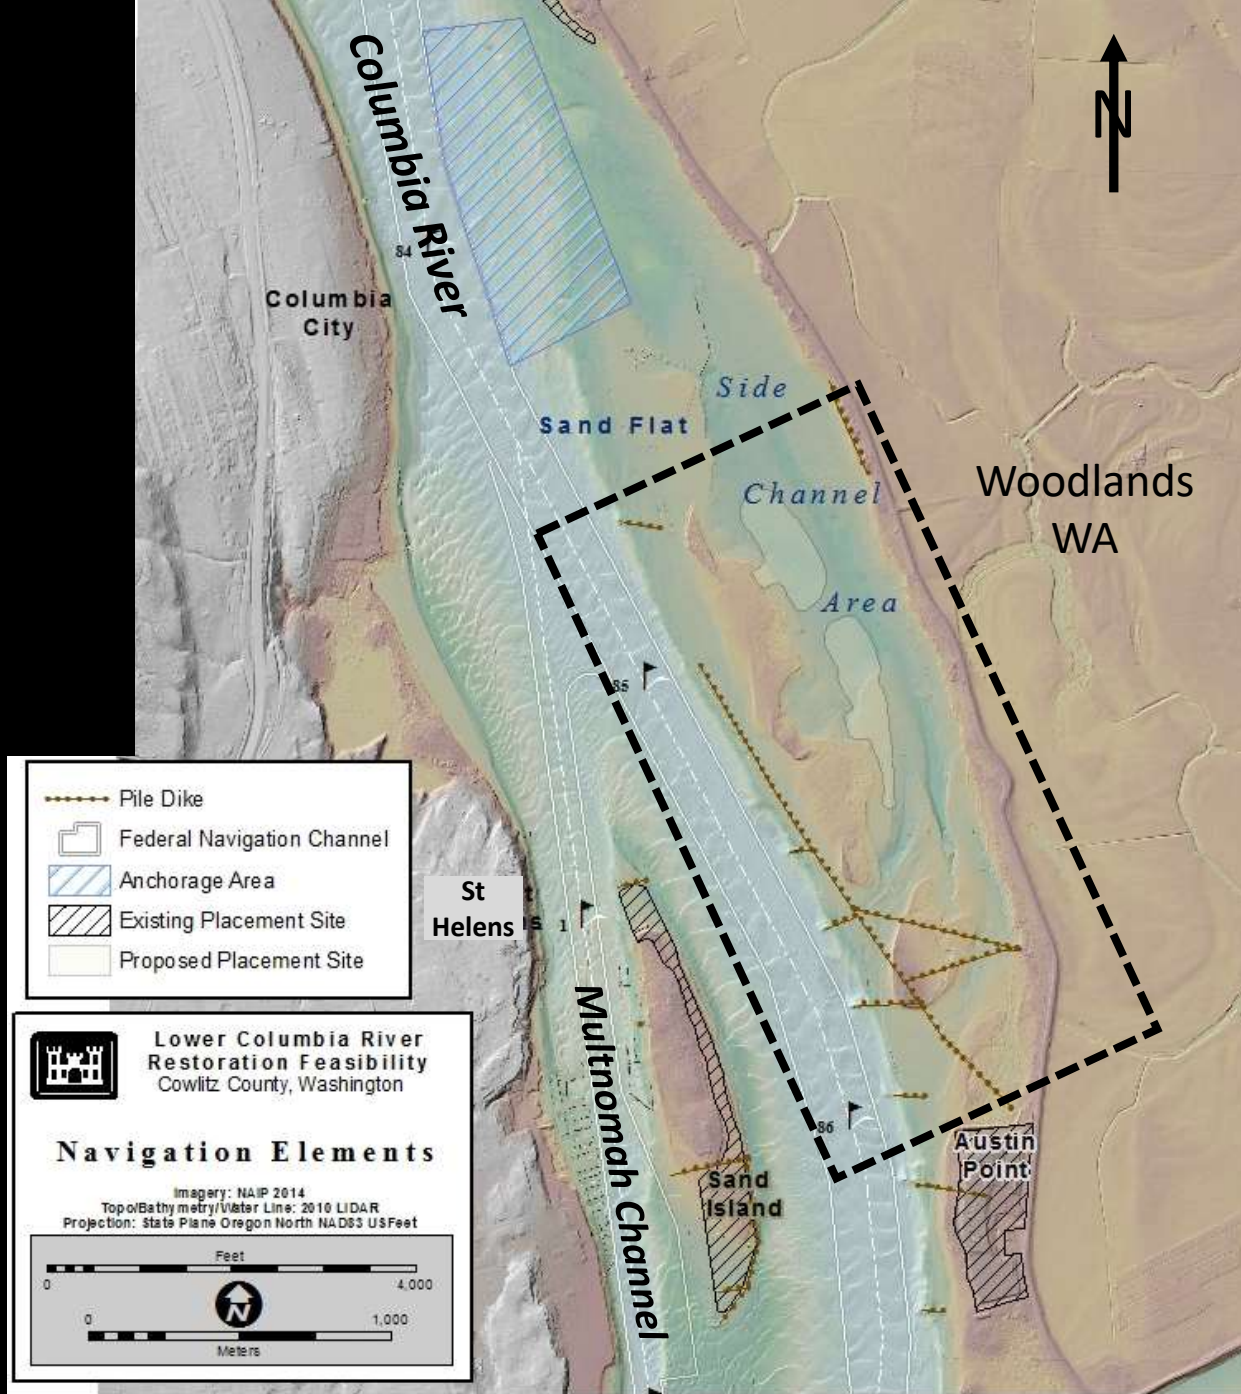 Columbia River
N
84
Columbia
City
Side
Sand Flat
Channel
Woodlands
WA
Area
85
Pile Dike
Federal Navigation Channel
Anchorage Area
Existing Placement Site
Proposed Placement Site
St
Helens
1
Multnomah Channel
86
Austin
Point
Sand
Island
Lower Columbia River
Restoration Feasibility
Cowlitz County, Washington
Navigation Elements
Imagery: NAIP 2014
Topo/Bathymetry/Water Line: 2010 LIDAR
Projection: State Plane Oregon North NAD83 USFeet
Feet
0 4,000
N
0 1,000
Meters